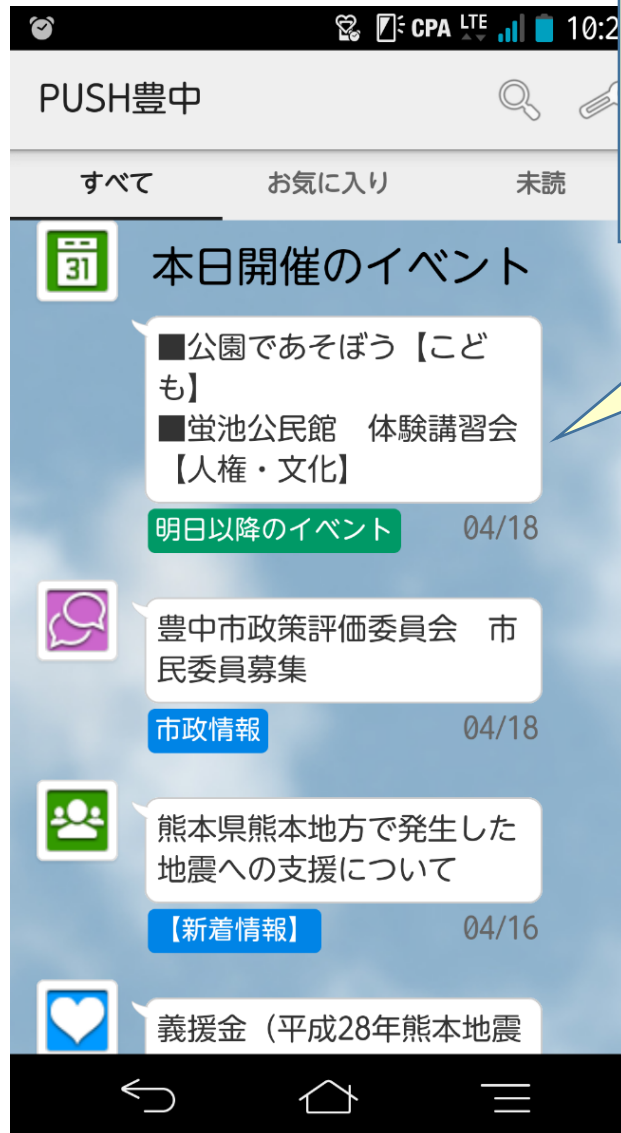 CPA LTE 10:2
PUSH豊中
すべて お気に入り 未読
31
本日開催のイベント
■公園であそぼう【こど
も】
■蛍池公民館　体験講習会
【人権・文化】
明日以降のイベント 04/18
豊中市政策評価委員会　市
民委員募集
市政情報 04/18
熊本県熊本地方で発生した
地震への支援について
【新着情報】 04/16
義援金（平成28年熊本地震